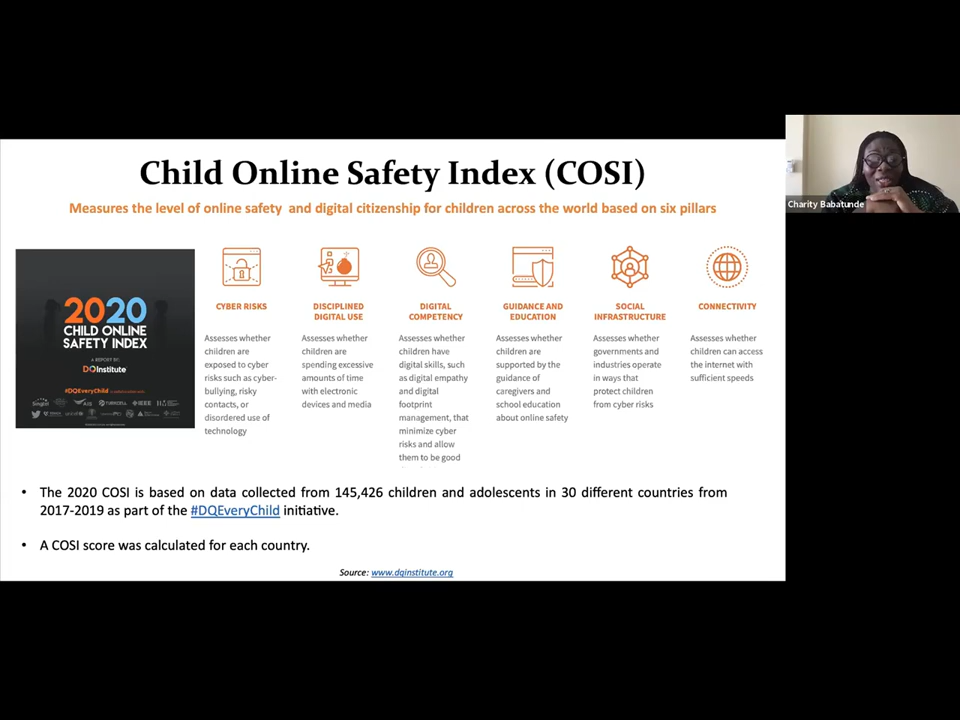 Child Online Safety Index (COSI)
Measures the level of online safety and digital citizenship for children across the world based on six pillars
Charity Babatunde
2020
CHILD ONLINE
SAFETY INDEX
A REPORT BY:
DQInstitute
#DQEveryChild
CYBER RISKS
Assesses whether
children are
exposed to cyber
risks such as cyber-
bullying, risky
contacts, or
disordered use of
technology
DISCIPLINED
DIGITAL USE
Assesses whether
children are
spending excessive
amounts of time
with electronic
devices and media
DIGITAL
COMPETENCY
Assesses whether
children have
digital skills, such
as digital empathy
and digital
footprint
management, that
minimize cyber
risks and allow
them to be good
GUIDANCE AND
EDUCATION
Assesses whether
children are
supported by the
guidance of
caregivers and
school education
about online safety
SOCIAL
INFRASTRUCTURE
Assesses whether
governments and
industries operate
in ways that
protect children
from cyber risks
CONNECTIVITY
Assesses whether
children can access
the internet with
sufficient speeds
• The 2020 COSI is based on data collected from 145,426 children and adolescents in 30 different countries from
2017-2019 as part of the #DQEveryChild initiative.
• A COSI score was calculated for each country.
Source: www.dqinstitute.org